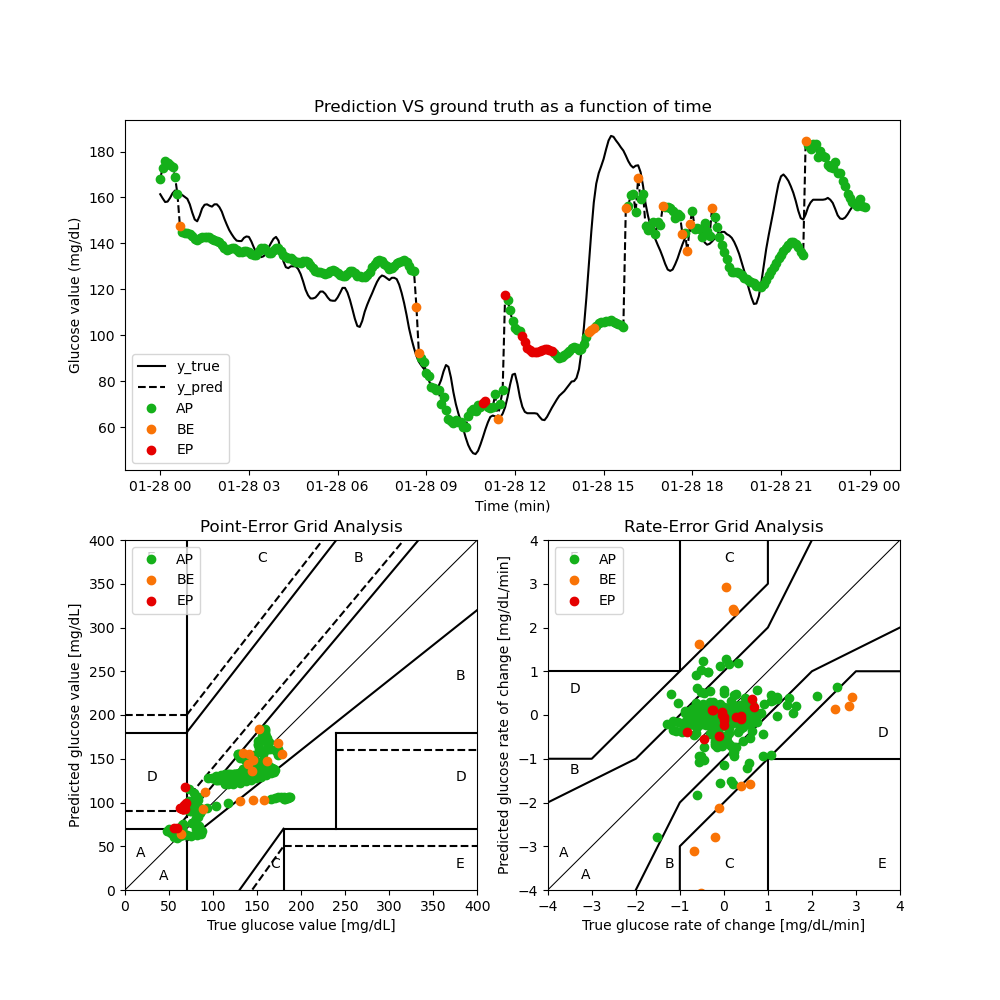 Prediction VS ground truth as a function of time
Glucose value (mg/dL)
180
160
140
120
100
80
60
y_true
y_pred
AP
BE
EP
01-28 00 01-28 03 01-28 06 01-28 09 01-28 12 01-28 15 01-28 18 01-28 21 01-29 00
Time (min)
Point-Error Grid Analysis
Predicted glucose value [mg/dL]
400
350
300
250
200
150
100
50
0
AP
BE
EP
C
B
B
D
D
A
A
C
E
0 50 100 150 200 250 300 350 400
True glucose value [mg/dL]
Rate-Error Grid Analysis
Predicted glucose rate of change [mg/dL/min]
4
3
2
1
0
−1
−2
−3
−4
AP
BE
EP
C
D
D
B
A
A
B
C
E
−4 −3 −2 −1 0 1 2 3 4
True glucose rate of change [mg/dL/min]